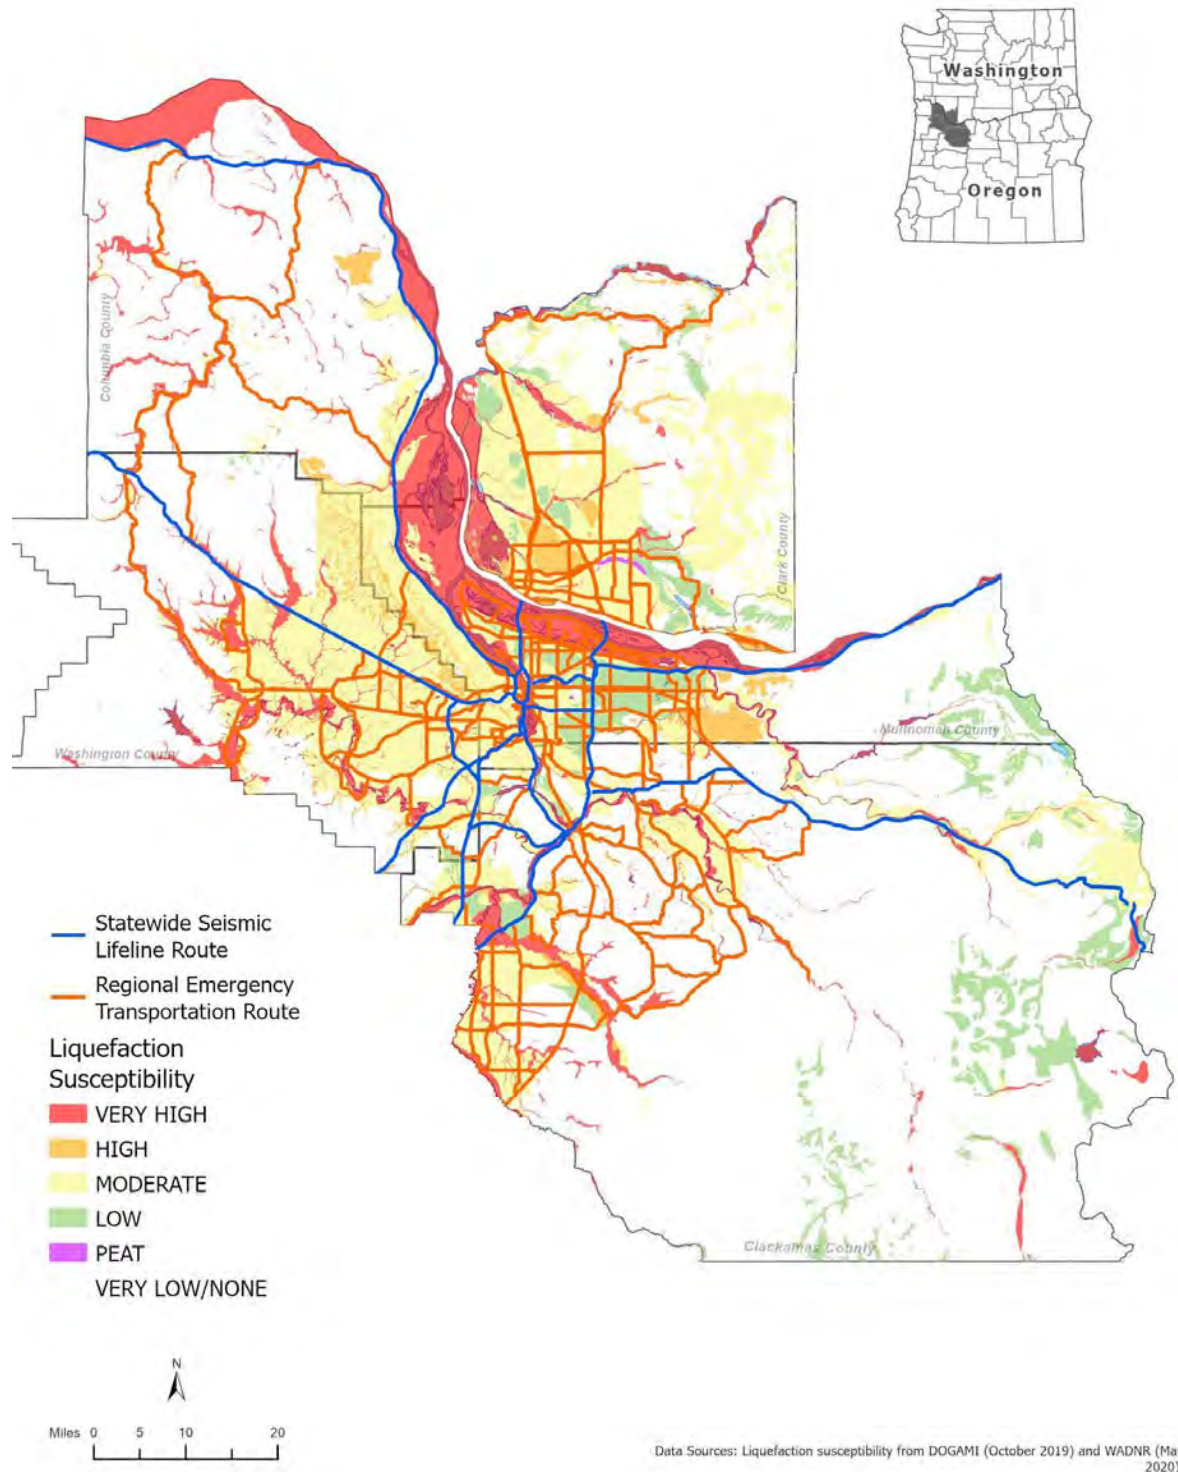 Washington
Oregon
Columbia County
Clark County
Multnomah County
Washington County
Statewide Seismic
Lifeline Route
Regional Emergency
Transportation Route
Liquefaction
Susceptibility
VERY HIGH
HIGH
MODERATE
LOW
PEAT
VERY LOW/NONE
Clackamas County
N
Miles 0 5 10 20
Data Sources: Liquefaction susceptibility from DOGAMI (October 2019) and WADNR (Ma
2020)